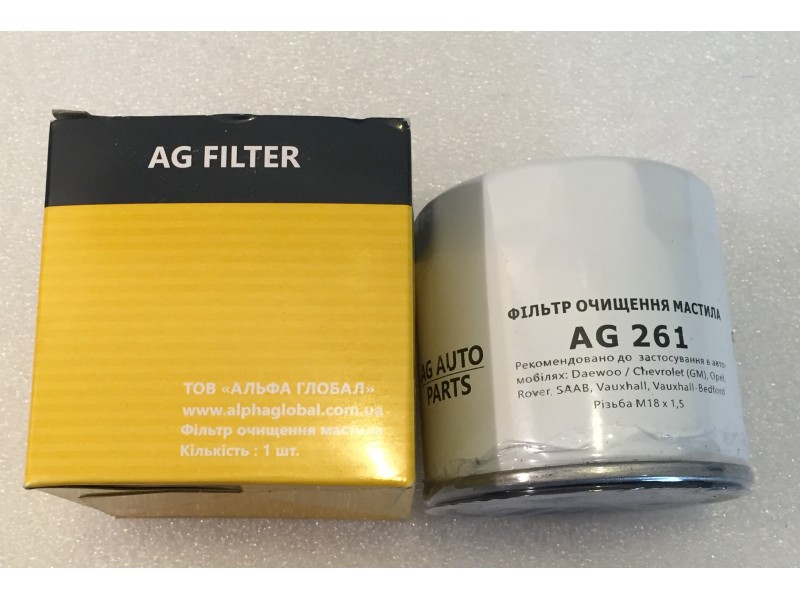 AG FILTER
ТОВ «АЛЬФА ГЛОБАЛ»
www.alphaglobal.com.ua
Фільтр очищення мастила
Кількість : 1 шт.
AG AUTO
PARTS
ФІЛЬТР ОЧИЩЕННЯ МАСТИЛА
AG 261
Рекомендовано до застосування в авто-
мобілях: Daewoo / Chevrolet (GM), Opel,
Rover, SAAB, Vauxhall, Vauxhall-Bedford
Різьба M18 x 1,5